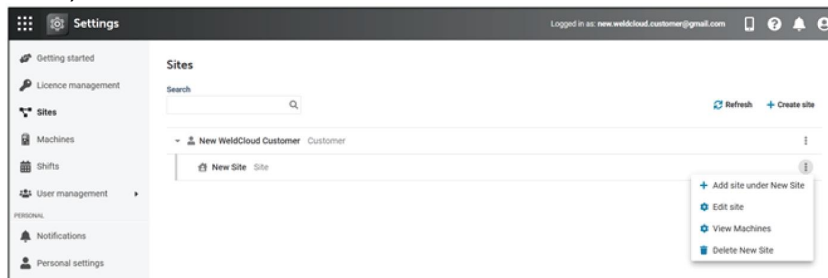 Settings
Logged in as: new.weldcloud.customer@gmail.com
Getting started
Licence management
Sites
Machines
Shifts
User management
PERSONAL
Notifications
Personal settings
Sites
Search
Refresh
Create site
New WeldCloud Customer Customer
New Site Site
Add site under New Site
Edit site
View Machines
Delete New Site